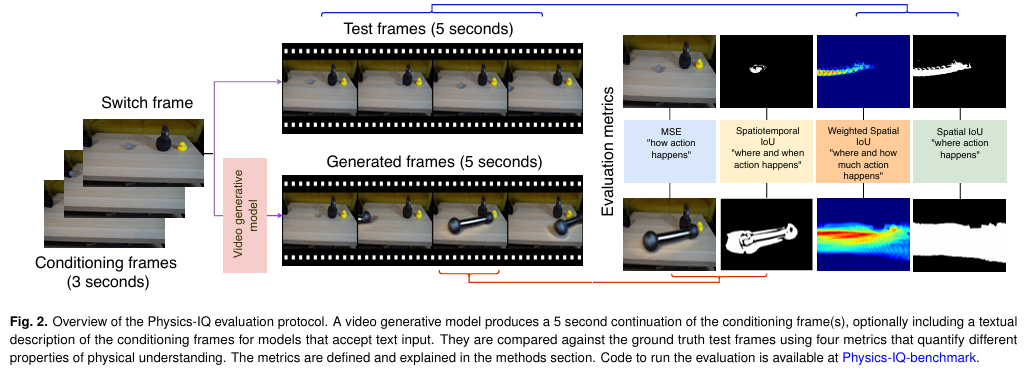 Test frames (5 seconds)
Switch frame
Conditioning frames
(3 seconds)
Video generative
model
Generated frames (5 seconds)
Evaluation metrics
MSE
"how action
happens"
Spatiotemporal
IoU
"where and when
action happens"
Weighted Spatial
IoU
"where and how
much action
happens"
Spatial IoU
"where action
happens"
Fig. 2. Overview of the Physics-IQ evaluation protocol. A video generative model produces a 5 second continuation of the conditioning frame(s), optionally including a textual
description of the conditioning frames for models that accept text input. They are compared against the ground truth test frames using four metrics that quantify different
properties of physical understanding. The metrics are defined and explained in the methods section. Code to run the evaluation is available at Physics-IQ-benchmark.